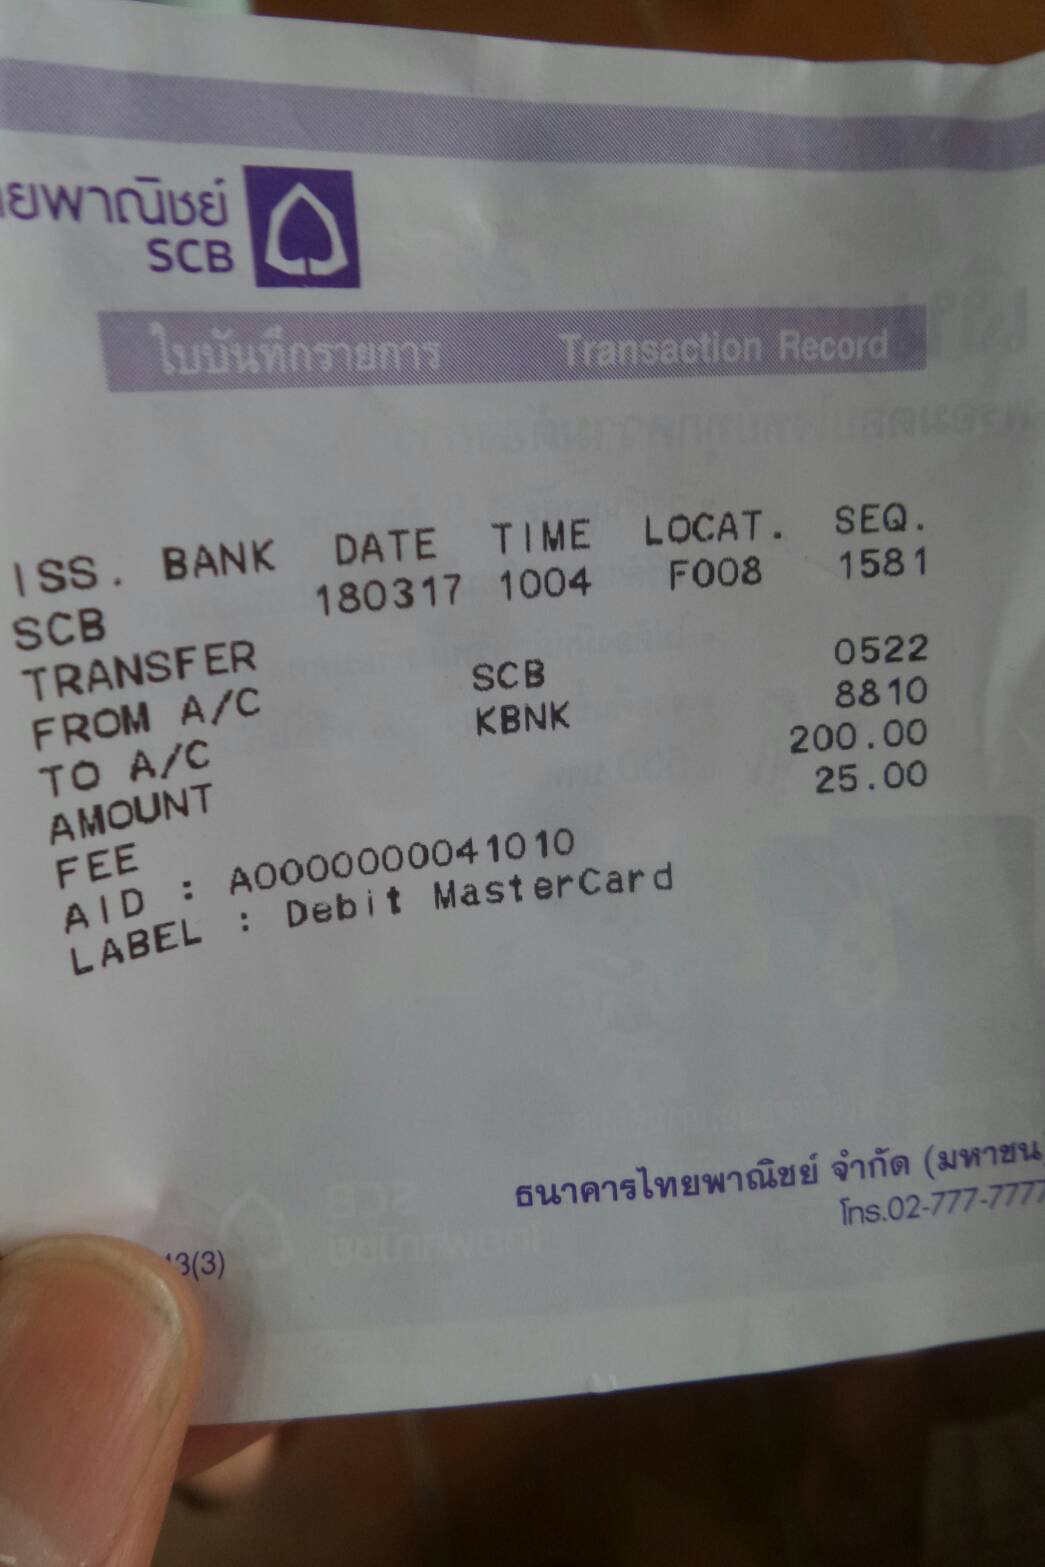 ไทยพาณิชย์
SCB
ใบบันทึกรายการ Transaction Record
ISS. BANK DATE TIME LOCAT. SEQ.
SCB 180317 1004 F008 1581
TRANSFER
FROM A/C SCB 0522
TO A/C KBNK 8810
AMOUNT 200.00
FEE 25.00
AID : A0000000041010
LABEL : Debit MasterCard
ธนาคารไทยพาณิชย์ จำกัด (มหาชน)
โทร.02-777-7777
3(3)